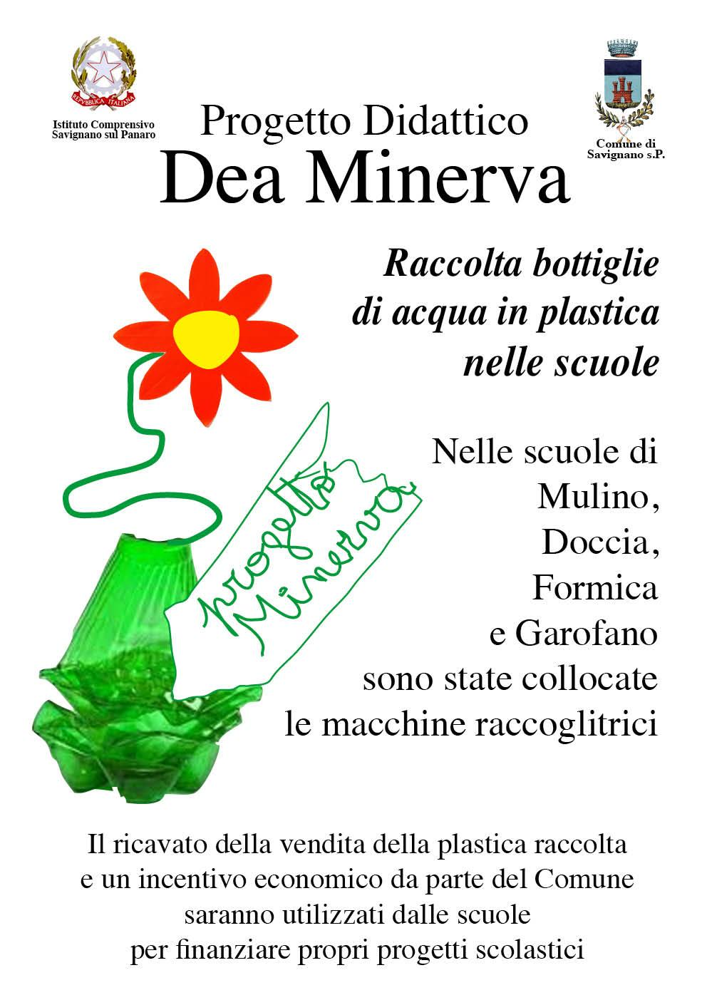 REPVBBLICA ITALIANA
Istituto Comprensivo
Savignano sul Panaro
Comune di
Savignano s.P.
Progetto Didattico
Dea Minerva
Raccolta bottiglie
di acqua in plastica
nelle scuole
progetto
Minerva
Nelle scuole di
Mulino,
Doccia,
Formica
e Garofano
sono state collocate
le macchine raccoglitrici
Il ricavato della vendita della plastica raccolta
e un incentivo economico da parte del Comune
saranno utilizzati dalle scuole
per finanziare propri progetti scolastici